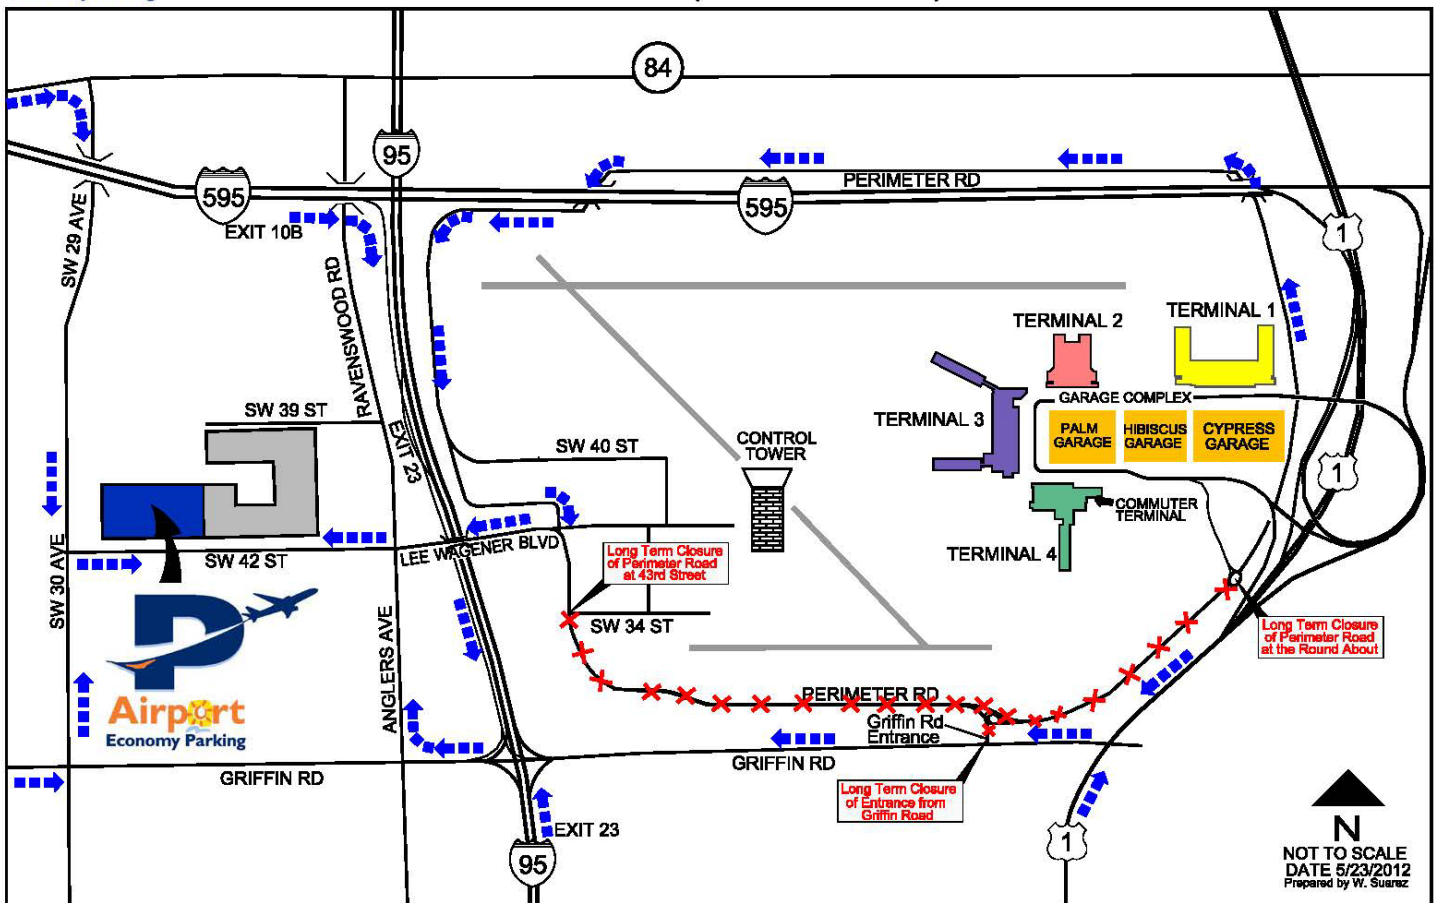 84
95
595
PERIMETER RD
595
1
EXIT 10B
SW 29 AVE
RAVENSWOOD RD
TERMINAL 1
TERMINAL 2
GARAGE COMPLEX
TERMINAL 3
PALM
GARAGE
HIBISCUS
GARAGE
CYPRESS
GARAGE
SW 39 ST
EXIT 23
SW 40 ST
CONTROL
TOWER
1
COMMUTER
TERMINAL
TERMINAL 4
SW 42 ST
LEE WAGENER BLVD
Long Term Closure
of Perimeter Road
at 43rd Street
SW 30 AVE
SW 34 ST
Long Term Closure
of Perimeter Road
at the Round About
P
Airport
Economy Parking
ANGLERS AVE
PERIMETER RD
Griffin Rd
Entrance
GRIFFIN RD
GRIFFIN RD
Long Term Closure
of Entrance from
Griffin Road
EXIT 23
95
1
N
NOT TO SCALE
DATE 5/23/2012
Prepared by W. Suarez